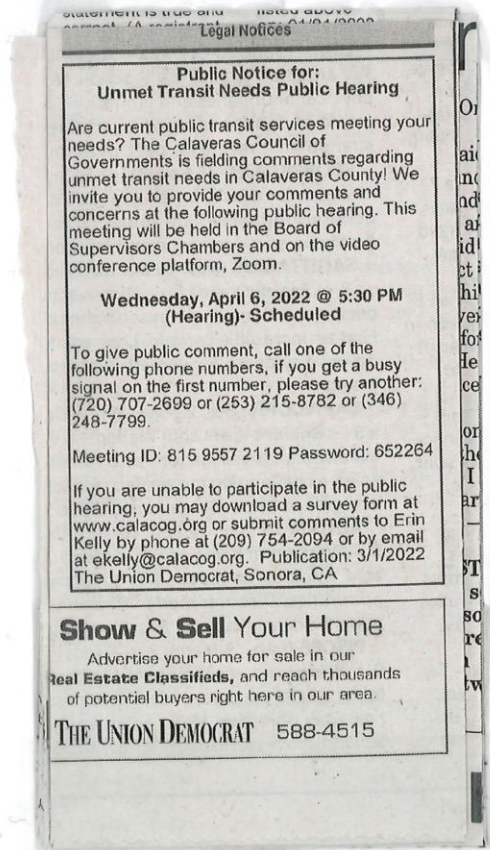 statement is true and listed above
Legal Notices
Public Notice for:
Unmet Transit Needs Public Hearing
Are current public transit services meeting your
needs? The Calaveras Council of
Governments is fielding comments regarding
unmet transit needs in Calaveras County! We
invite you to provide your comments and
concerns at the following public hearing. This
meeting will be held in the Board of
Supervisors Chambers and on the video
conference platform, Zoom.
Wednesday, April 6, 2022 @ 5:30 PM
(Hearing)- Scheduled
To give public comment, call one of the
following phone numbers, if you get a busy
signal on the first number, please try another:
(720) 707-2699 or (253) 215-8782 or (346)
248-7799.
Meeting ID: 815 9557 2119 Password: 652264
If you are unable to participate in the public
hearing, you may download a survey form at
www.calacog.org or submit comments to Erin
Kelly by phone at (209) 754-2094 or by email
at ekelly@calacog.org. Publication: 3/1/2022
The Union Democrat, Sonora, CA
Show & Sell Your Home
Advertise your home for sale in our
Real Estate Classifieds, and reach thousands
of potential buyers right here in our area.
THE UNION DEMOCRAT 588-4515